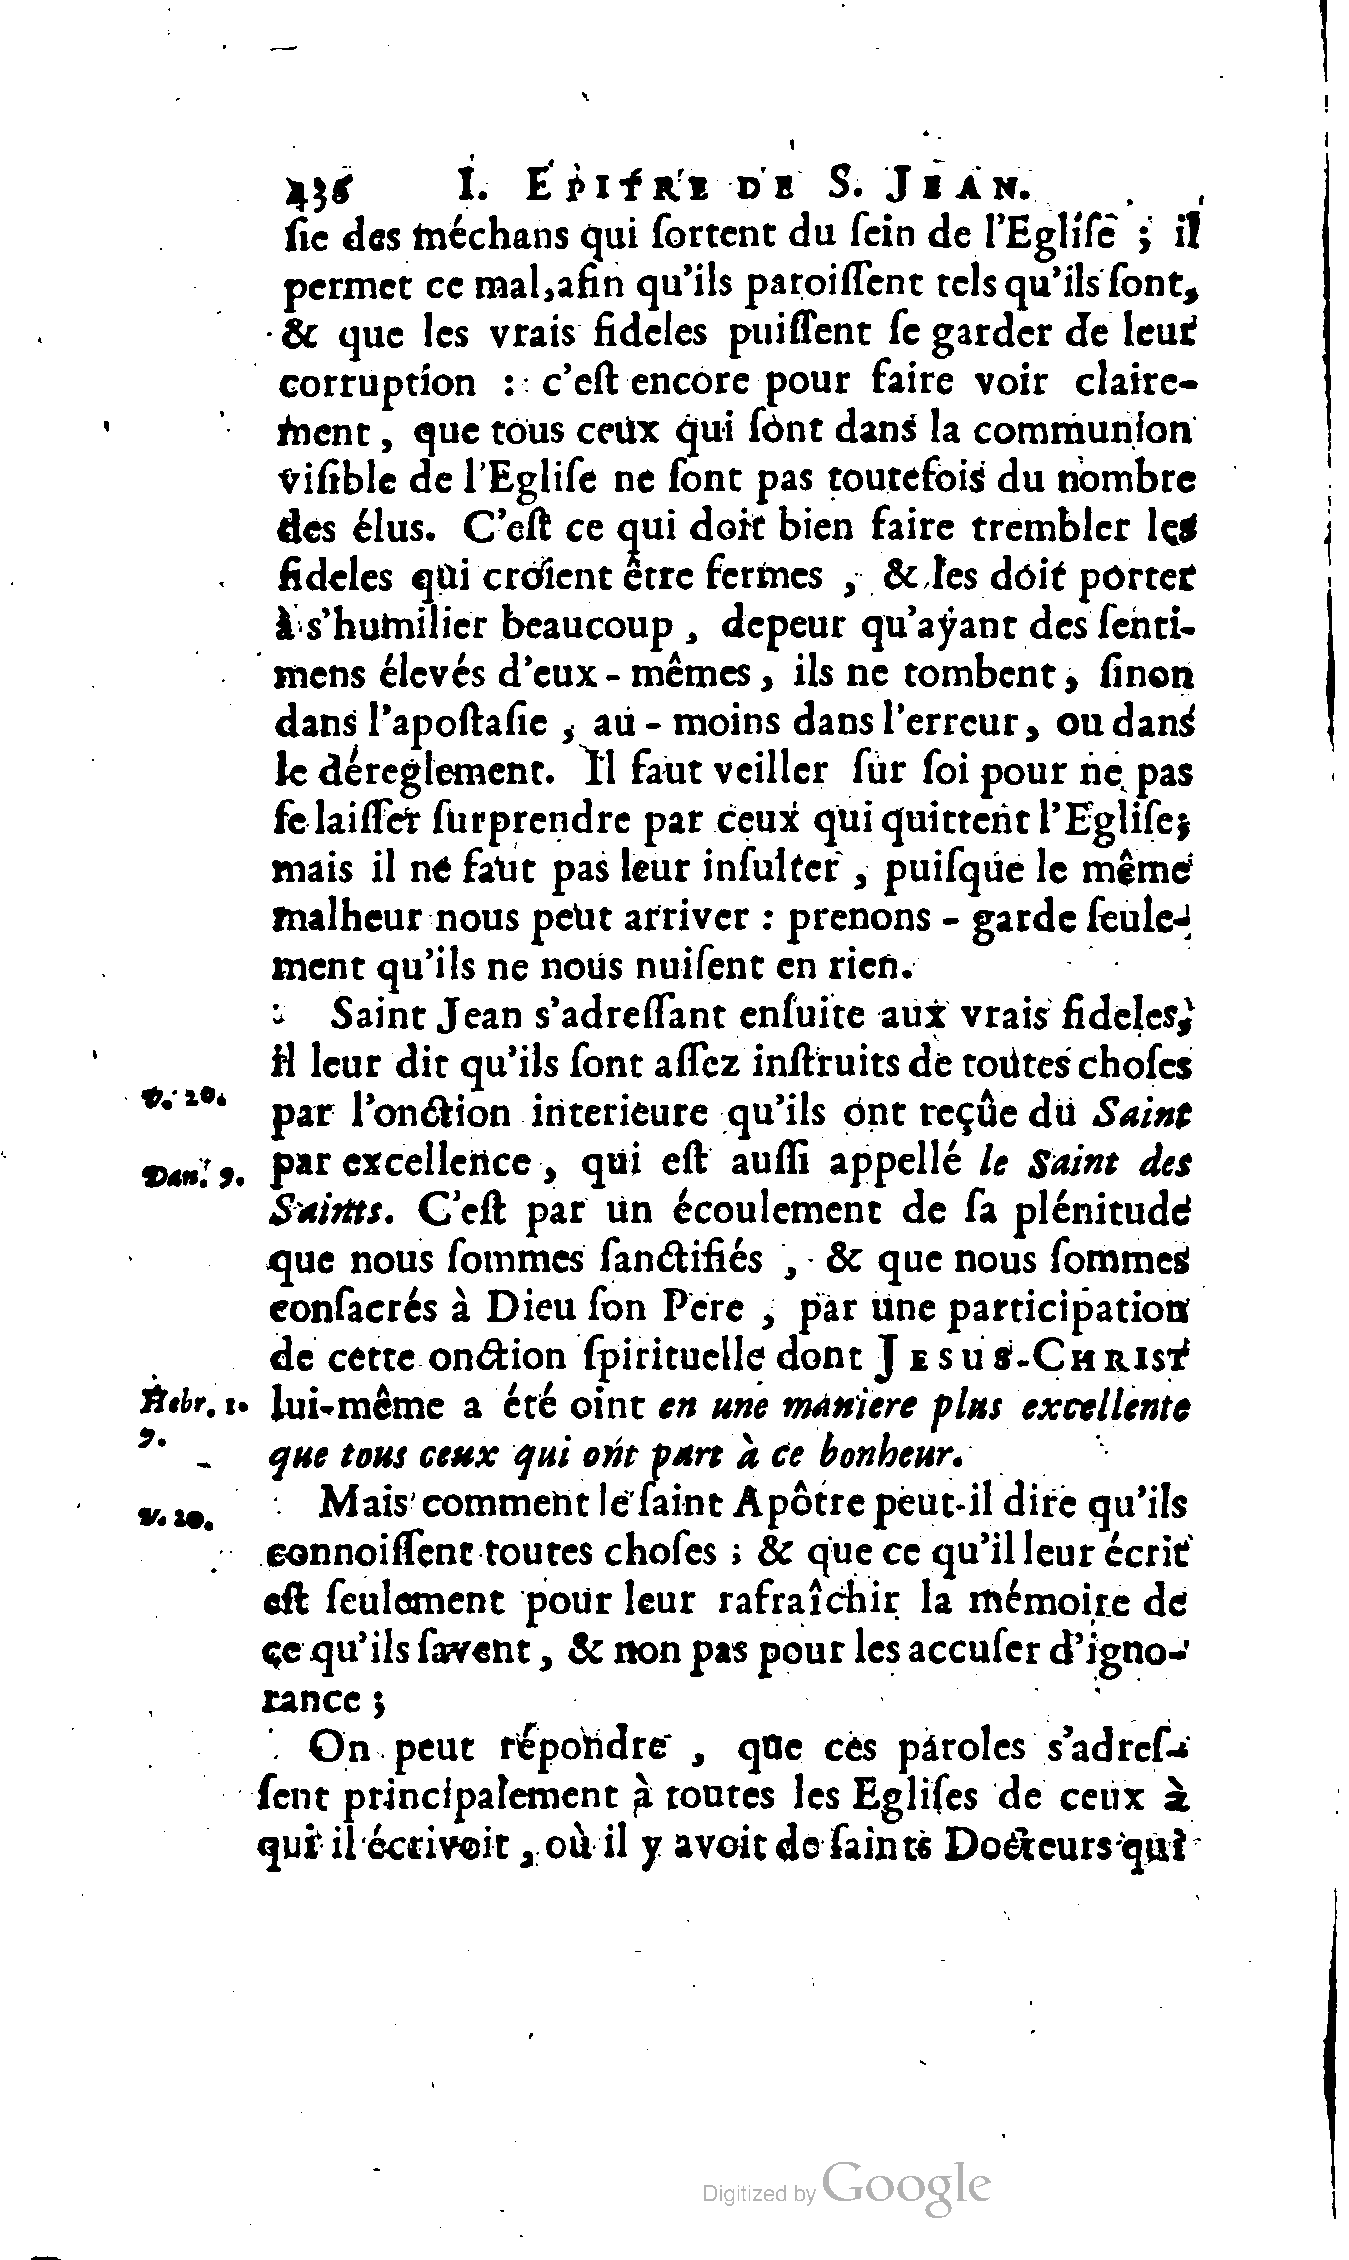 436 I. EPITRE DE S. JEAN.
ſie des méchans qui ſortent du ſein de l'Egliſe ; il
permet ce mal, afin qu'ils paroiſſent tels qu'ils ſont,
& que les vrais fideles puiſſent ſe garder de leur
corruption : c'eſt encore pour faire voir claire-
ment, que tous ceux qui ſont dans la communion
viſible de l'Egliſe ne ſont pas toutefois du nombre
des élus. C'eſt ce qui doit bien faire trembler les
fideles qui croient être fermes, & les doit porter
à s'humilier beaucoup, depeur qu'ayant des ſenti-
mens élevés d'eux-mêmes, ils ne tombent, ſinon
dans l'apoſtaſie, au-moins dans l'erreur, ou dans
le déreglement. Il faut veiller ſur ſoi pour ne pas
ſe laiſſer ſurprendre par ceux qui quittent l'Egliſe;
mais il ne faut pas leur inſulter, puiſque le même
malheur nous peut arriver : prenons-garde ſeule-
ment qu'ils ne nous nuiſent en rien.
Saint Jean s'adreſſant enſuite aux vrais fideles,
il leur dit qu'ils ſont aſſez inſtruits de toutes choſes
v. 20. par l'onction interieure qu'ils ont reçûe du Saint
Dan. 9. par excellence, qui eſt auſſi appellé le Saint des
Saints. C'eſt par un écoulement de ſa plénitude
que nous ſommes ſanctifiés, & que nous ſommes
conſacrés à Dieu ſon Pere, par une participation
de cette onction ſpirituelle dont JESUS-CHRIST
Hebr. 1. lui-même a été oint en une maniere plus excellente
9. que tous ceux qui ont part à ce bonheur.
v. 20. Mais comment le ſaint Apôtre peut-il dire qu'ils
connoiſſent toutes choſes ; & que ce qu'il leur écrit
eſt ſeulement pour leur rafraîchir la mémoire de
ce qu'ils ſavent, & non pas pour les accuſer d'igno-
rance ;
On peut répondre, que ces paroles s'adreſ-
ſent principalement à toutes les Egliſes de ceux à
qui il écrivoit, où il y avoit de ſaints Docteurs qui
Digitized by Google